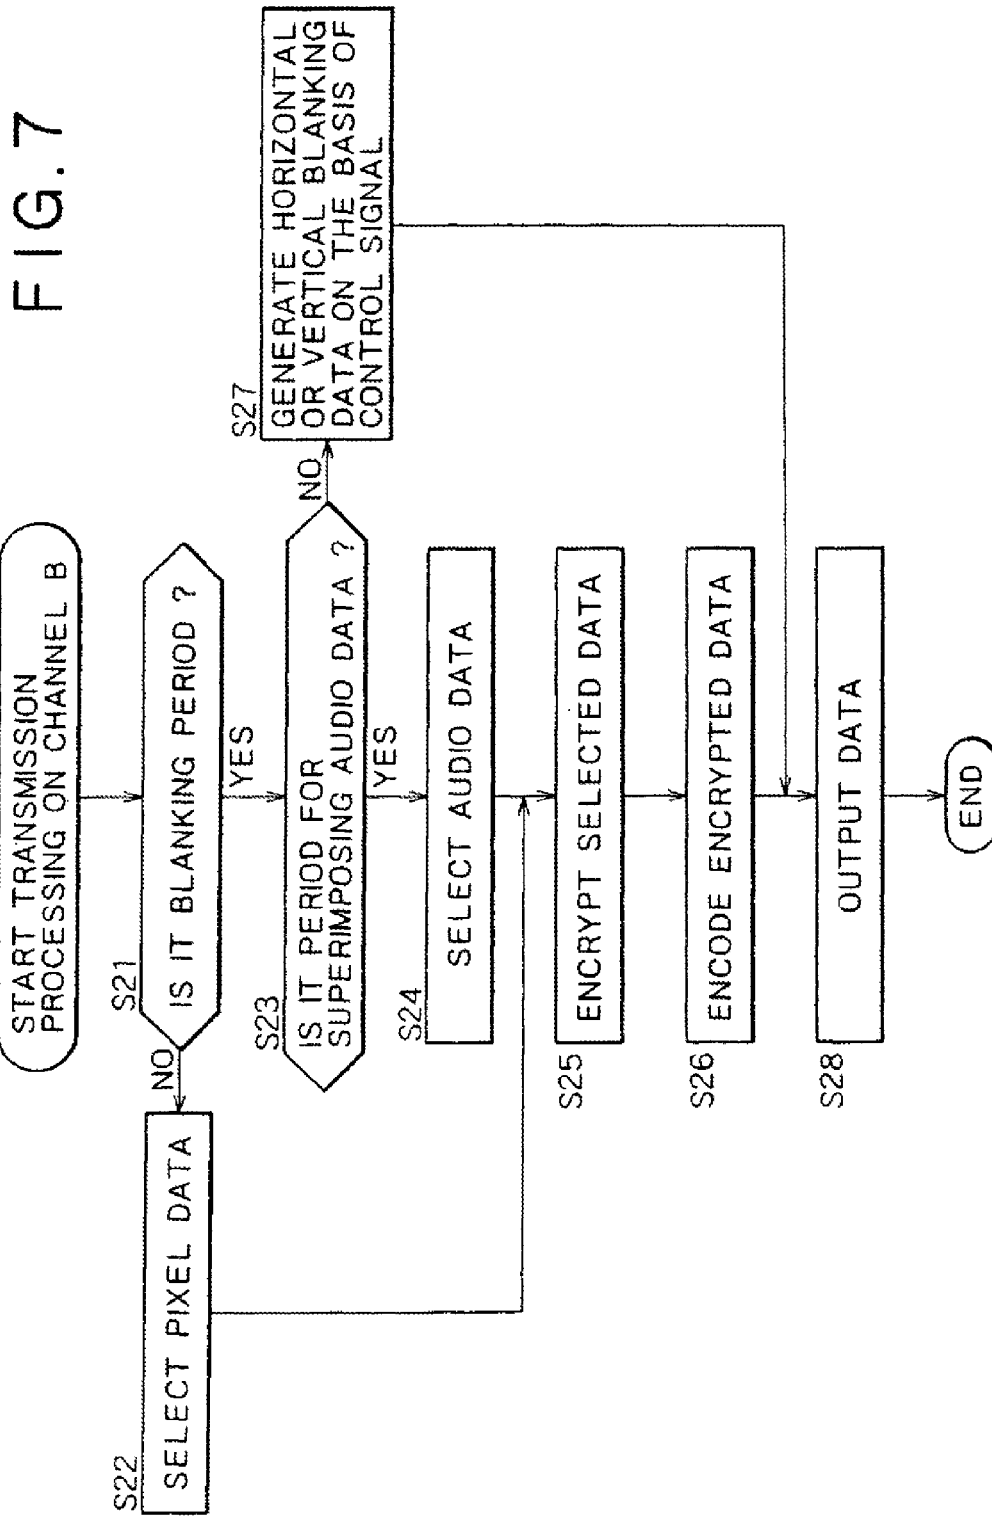 FIG. 7
START TRANSMISSION
PROCESSING ON CHANNEL B
S21
IS IT BLANKING PERIOD ?
NO
YES
S22
SELECT PIXEL DATA
S23
IS IT PERIOD FOR
SUPERIMPOSING AUDIO DATA ?
NO
YES
S27
GENERATE HORIZONTAL
OR VERTICAL BLANKING
DATA ON THE BASIS OF
CONTROL SIGNAL
S24
SELECT AUDIO DATA
S25
ENCRYPT SELECTED DATA
S26
ENCODE ENCRYPTED DATA
S28
OUTPUT DATA
END